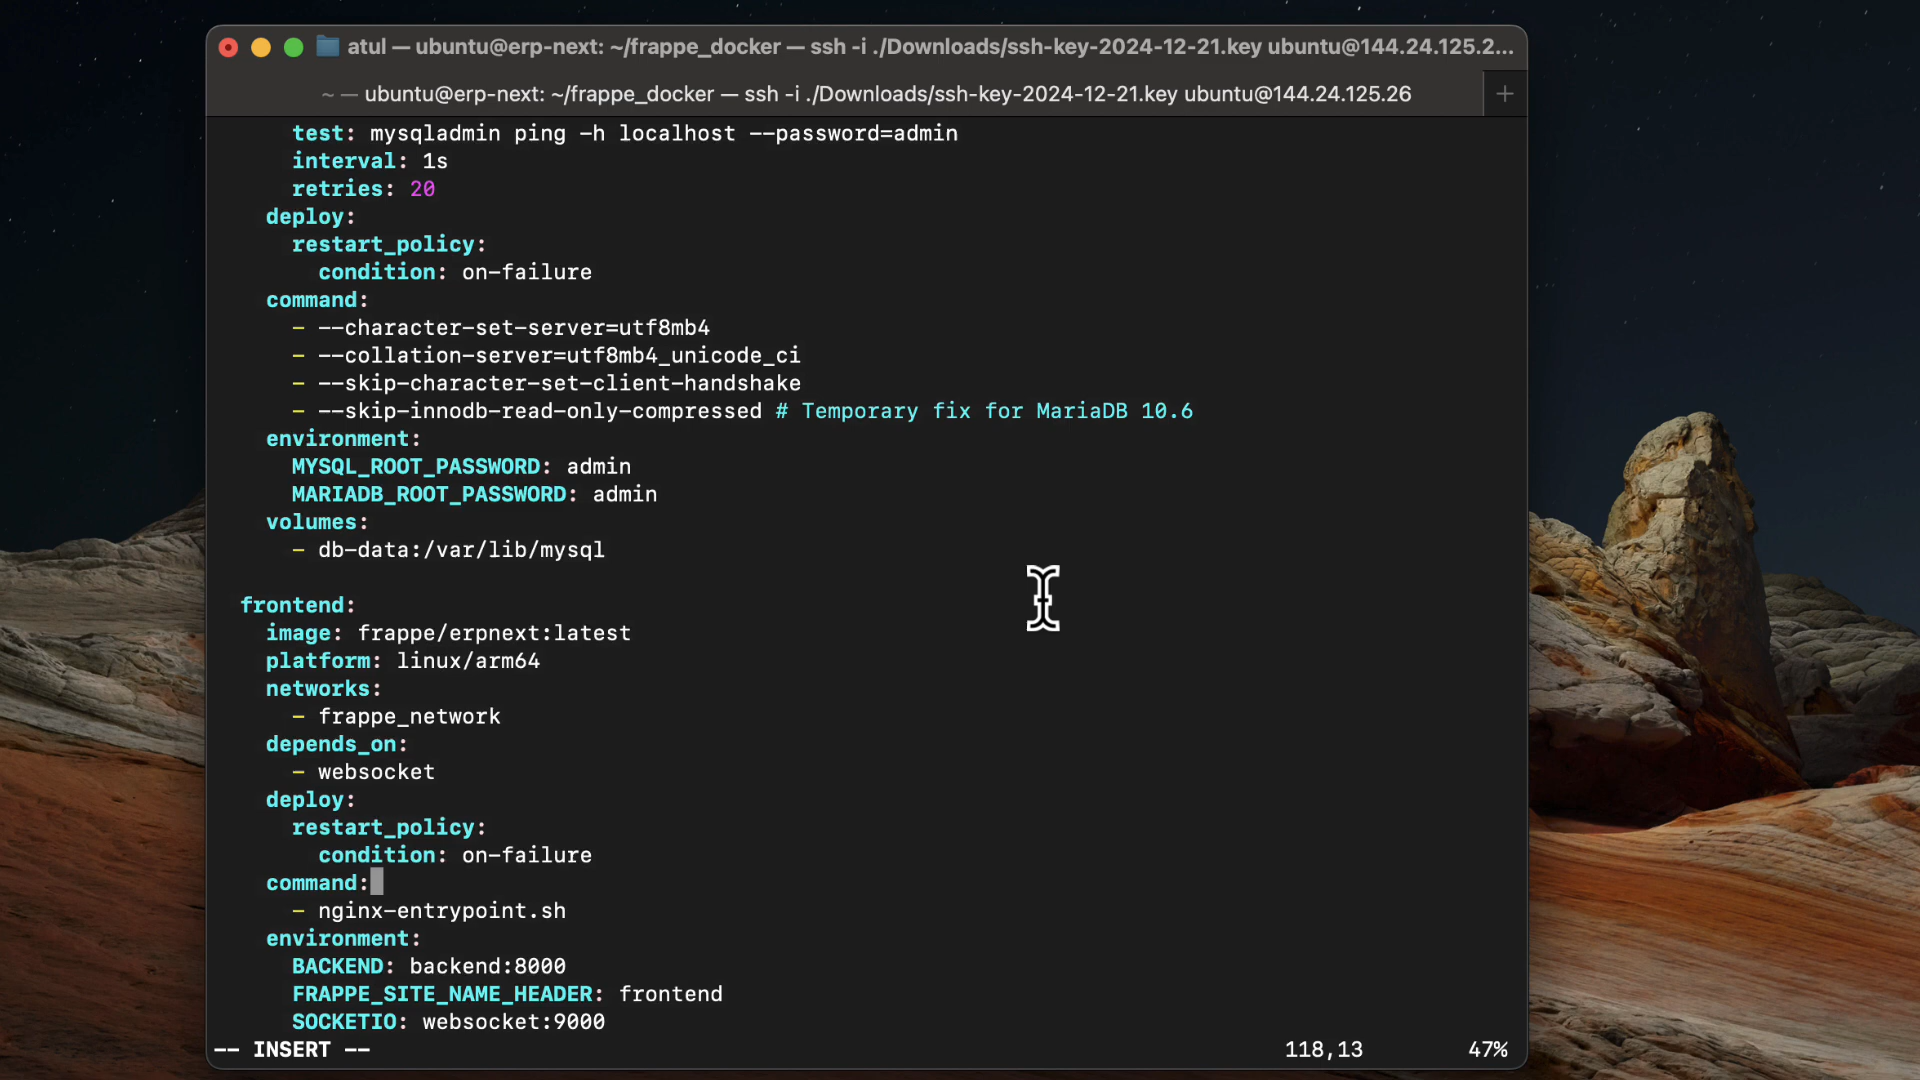 atul — ubuntu@erp-next: ~/frappe_docker — ssh -i ./Downloads/ssh-key-2024-12-21.key ubuntu@144.24.125.2...
~ — ubuntu@erp-next: ~/frappe_docker — ssh -i ./Downloads/ssh-key-2024-12-21.key ubuntu@144.24.125.26
+
      test: mysqladmin ping -h localhost --password=admin
      interval: 1s
      retries: 20
    deploy:
      restart_policy:
        condition: on-failure
    command:
      - --character-set-server=utf8mb4
      - --collation-server=utf8mb4_unicode_ci
      - --skip-character-set-client-handshake
      - --skip-innodb-read-only-compressed # Temporary fix for MariaDB 10.6
    environment:
      MYSQL_ROOT_PASSWORD: admin
      MARIADB_ROOT_PASSWORD: admin
    volumes:
      - db-data:/var/lib/mysql
  frontend:
    image: frappe/erpnext:latest
    platform: linux/arm64
    networks:
      - frappe_network
    depends_on:
      - websocket
    deploy:
      restart_policy:
        condition: on-failure
    command:
      - nginx-entrypoint.sh
    environment:
      BACKEND: backend:8000
      FRAPPE_SITE_NAME_HEADER: frontend
      SOCKETIO: websocket:9000
-- INSERT -- 118,13 47%